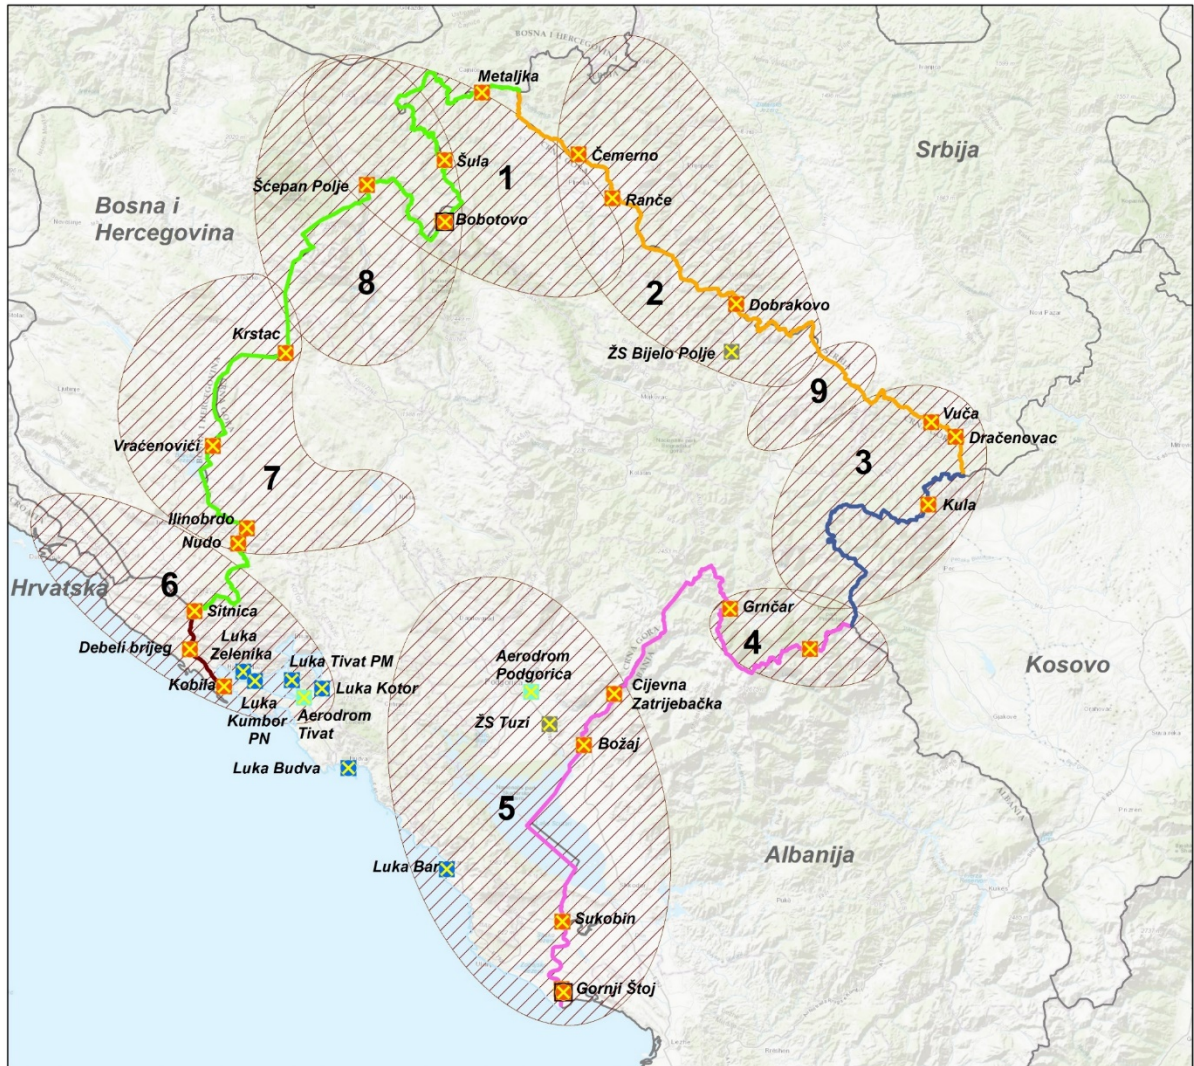 BOSNA I HERCEGOVINA
Metaljka
Čemerno
Srbija
Šula
1
Šćepan Polje
Ranče
Bosna i
Hercegovina
Bobotovo
8
2
Dobrakovo
Krstac
ŽS Bijelo Polje
9
Vuča
Dračenovac
Vraćenovići
3
7
Kula
Ilinobrdo
Nudo
6
Hrvatska
Sitnica
Grnčar
4
Debeli brijeg
Luka
Zelenika
Luka Tivat PM
Aerodrom
Podgorica
Kosovo
Kobila
Luka Kotor
Cijevna
Zatrijebačka
Luka
Kumbor
PN
Aerodrom
Tivat
ŽS Tuzi
Božaj
Luka Budva
5
Albanija
Luka Bar
Sukobin
Gornji Štoj